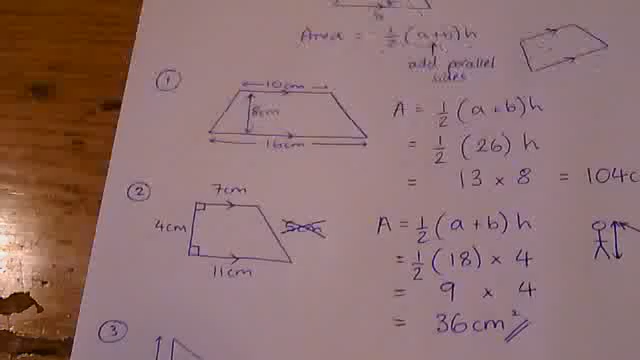 b
Area = 1/2 (a+b) h
add parallel
sides
①
10cm
8cm
16cm
A = 1/2 (a+b) h
= 1/2 (26) h
= 13 × 8 = 104c
②
7cm
4cm
5cm
11cm
A = 1/2 (a+b) h
= 1/2 (18) × 4
= 9 × 4
= 36cm²
③